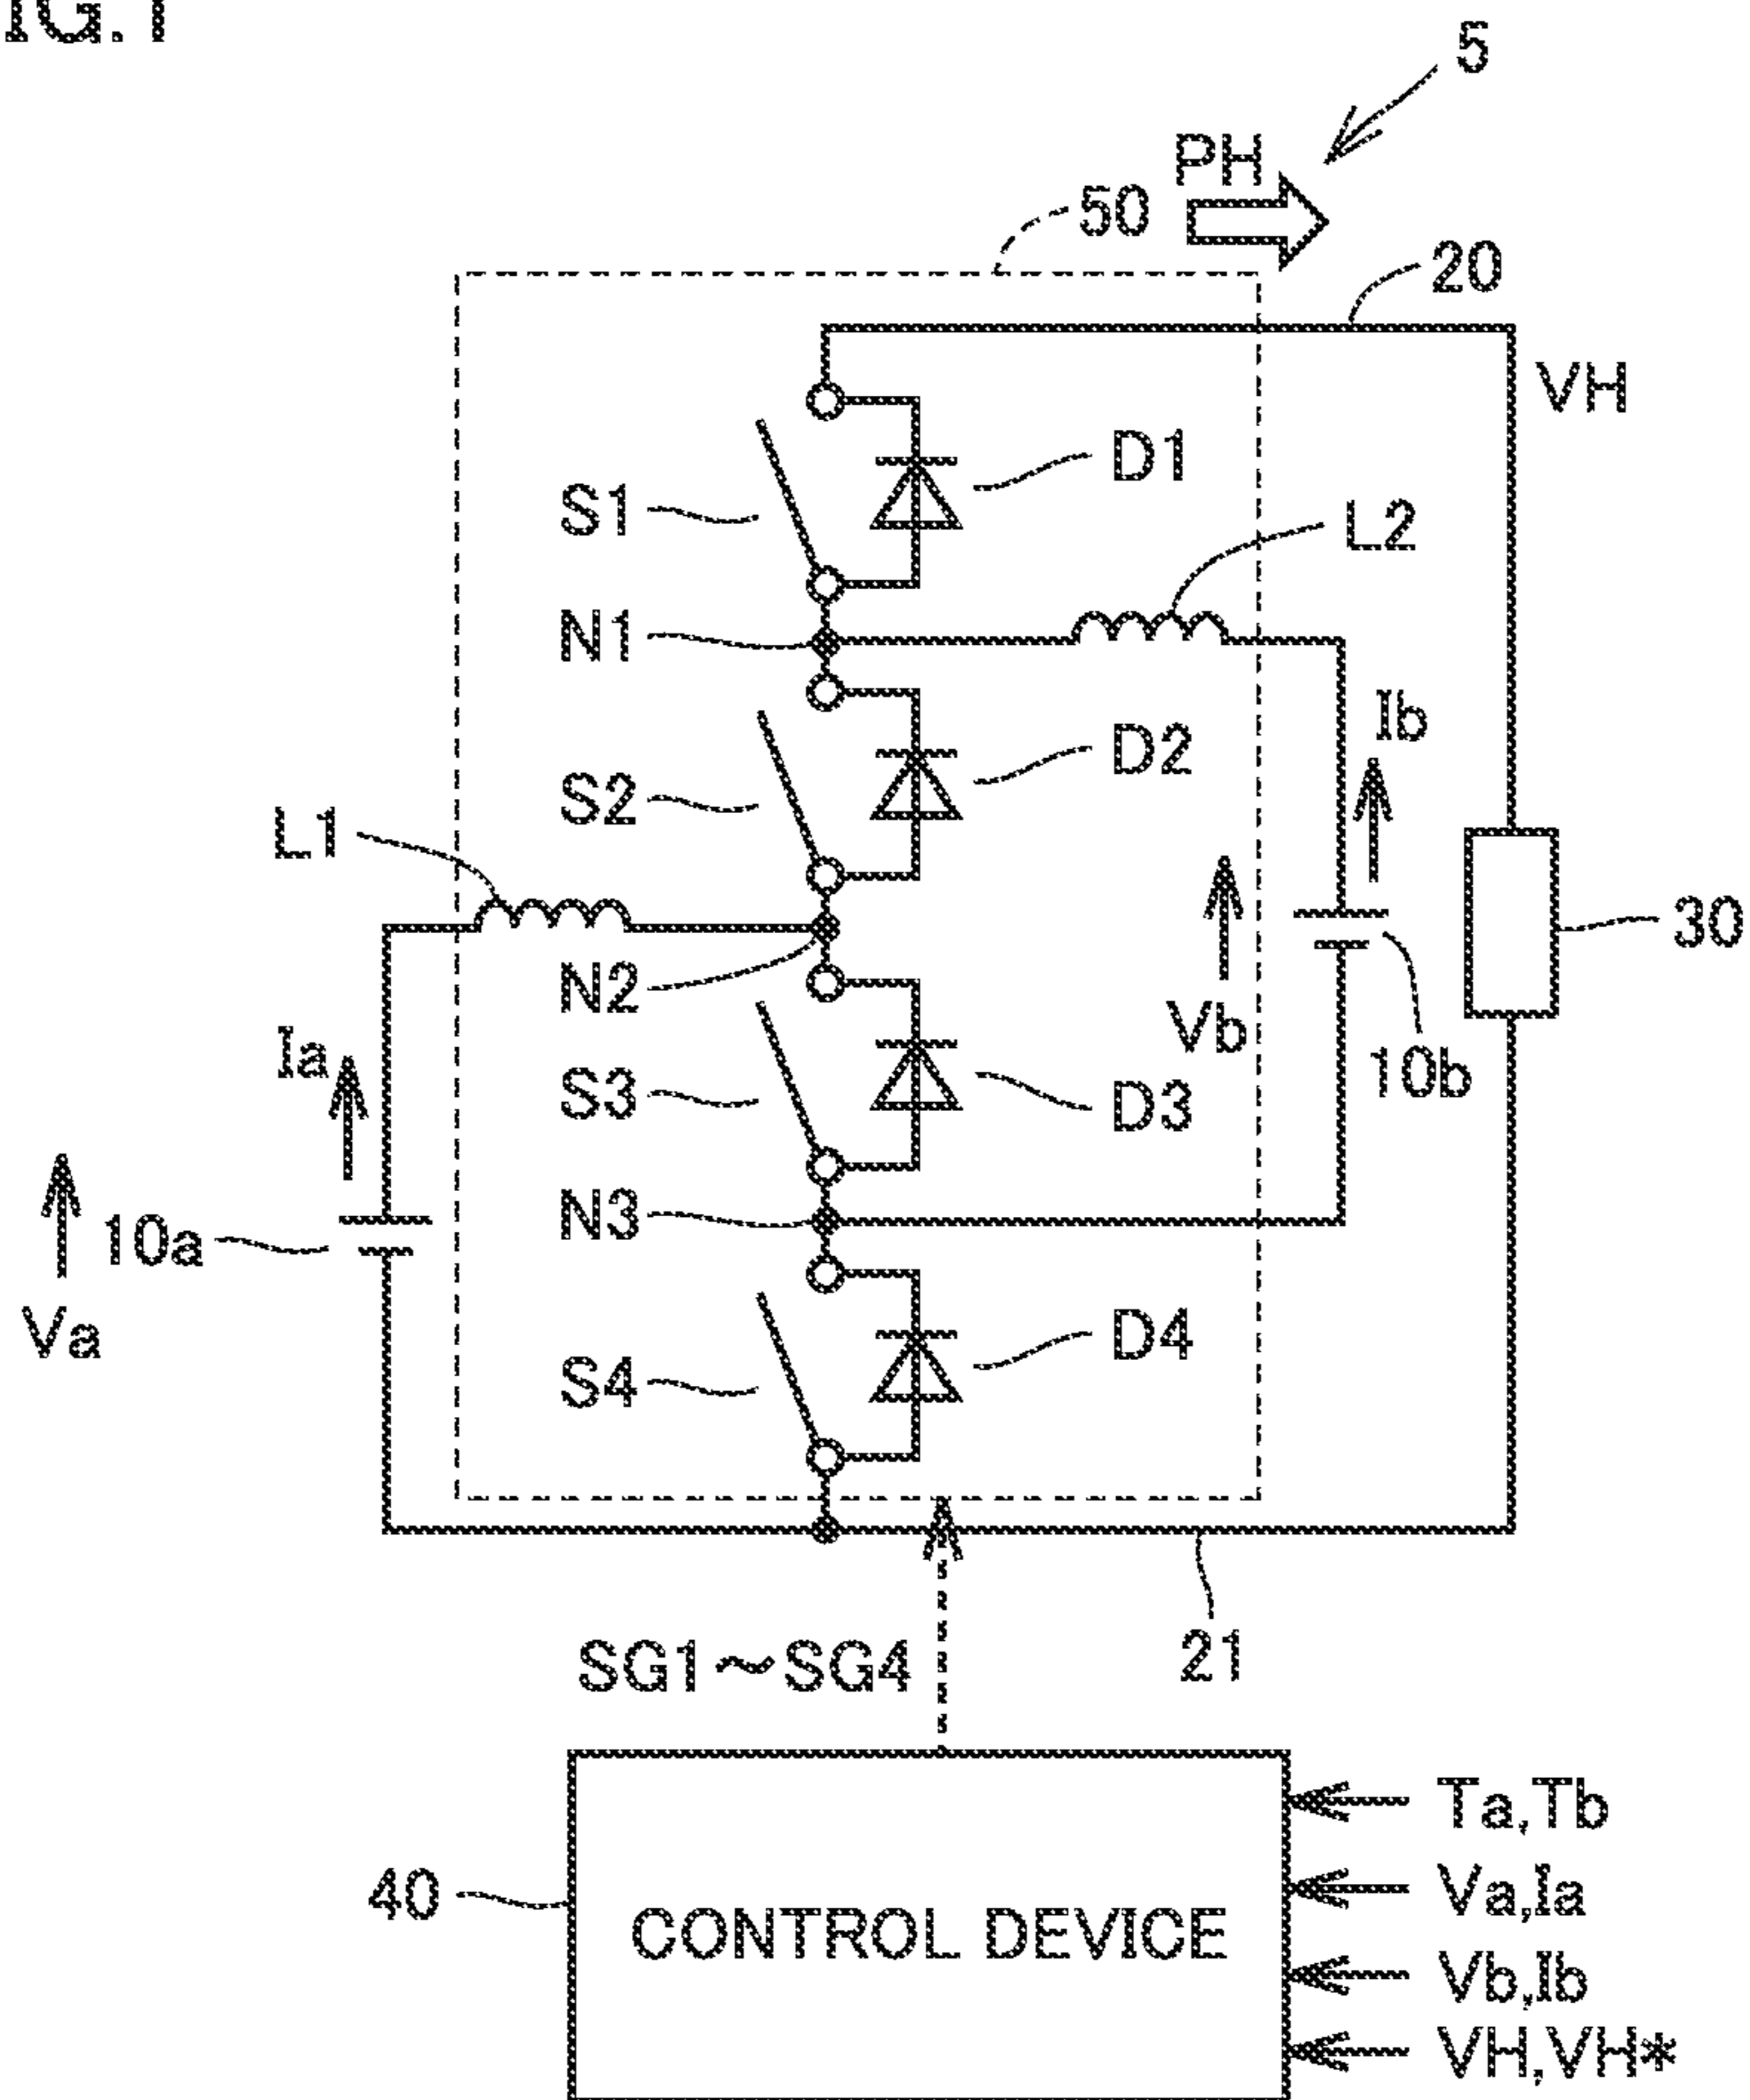 IG.1
5
PH
50
20
VH
D1
S1
L2
N1
Ib
D2
S2
L1
30
N2
Vb
Ia
10b
S3
D3
N3
10a
Va
D4
S4
SG1～SG4
21
Ta,Tb
40
CONTROL DEVICE
Va,Ia
Vb,Ib
VH,VH*